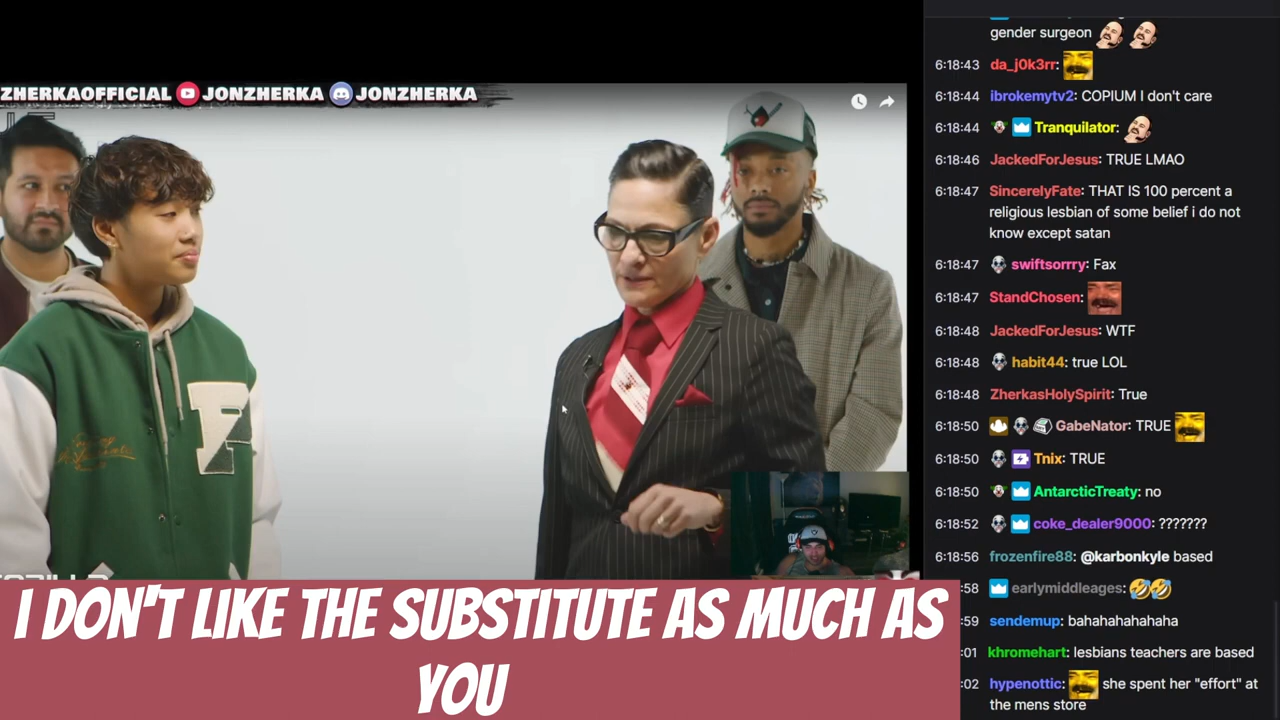 ZHERKAOFFICIAL JONZHERKA JONZHERKA
F
I DON'T LIKE THE SUBSTITUTE AS MUCH AS
YOU
gender surgeon
6:18:43 da_j0k3rr:
6:18:44 ibrokemytv2: COPIUM I don't care
6:18:44 Tranquilator:
6:18:46 JackedForJesus: TRUE LMAO
6:18:47 SincerelyFate: THAT IS 100 percent a
religious lesbian of some belief i do not
know except satan
6:18:47 swiftsorrry: Fax
6:18:47 StandChosen:
6:18:48 JackedForJesus: WTF
6:18:48 habit44: true LOL
6:18:48 ZherkasHolySpirit: True
6:18:50 GabeNator: TRUE
6:18:50 Tnix: TRUE
6:18:50 AntarcticTreaty: no
6:18:52 coke_dealer9000: ???????
6:18:56 frozenfire88: @karbonkyle based
:58 earlymiddleages:
:59 sendemup: bahahahahahaha
:01 khromehart: lesbians teachers are based
:02 hypenottic: she spent her "effort" at
the mens store